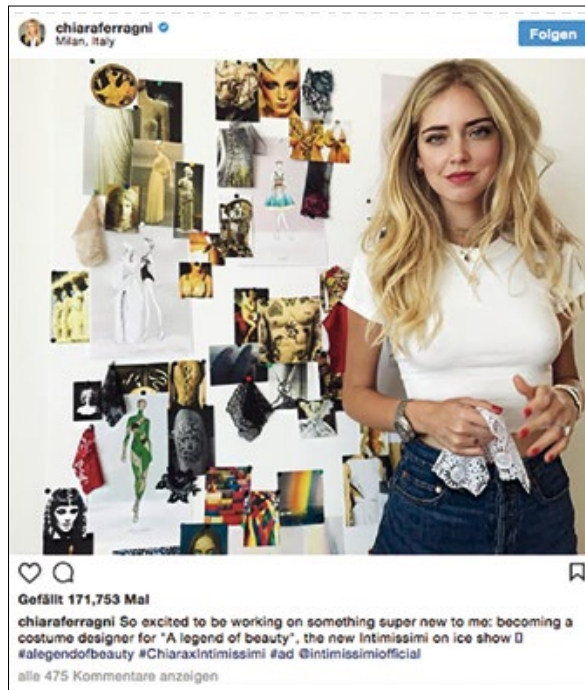 chiaraferragni
Milan, Italy
Folgen
Gefällt 171,753 Mal
chiaraferragni So excited to be working on something super new to me: becoming a
costume designer for "A legend of beauty", the new Intimissimi on ice show
#alegendofbeauty #ChiaraxIntimissimi #ad @intimissimiofficial
alle 475 Kommentare anzeigen